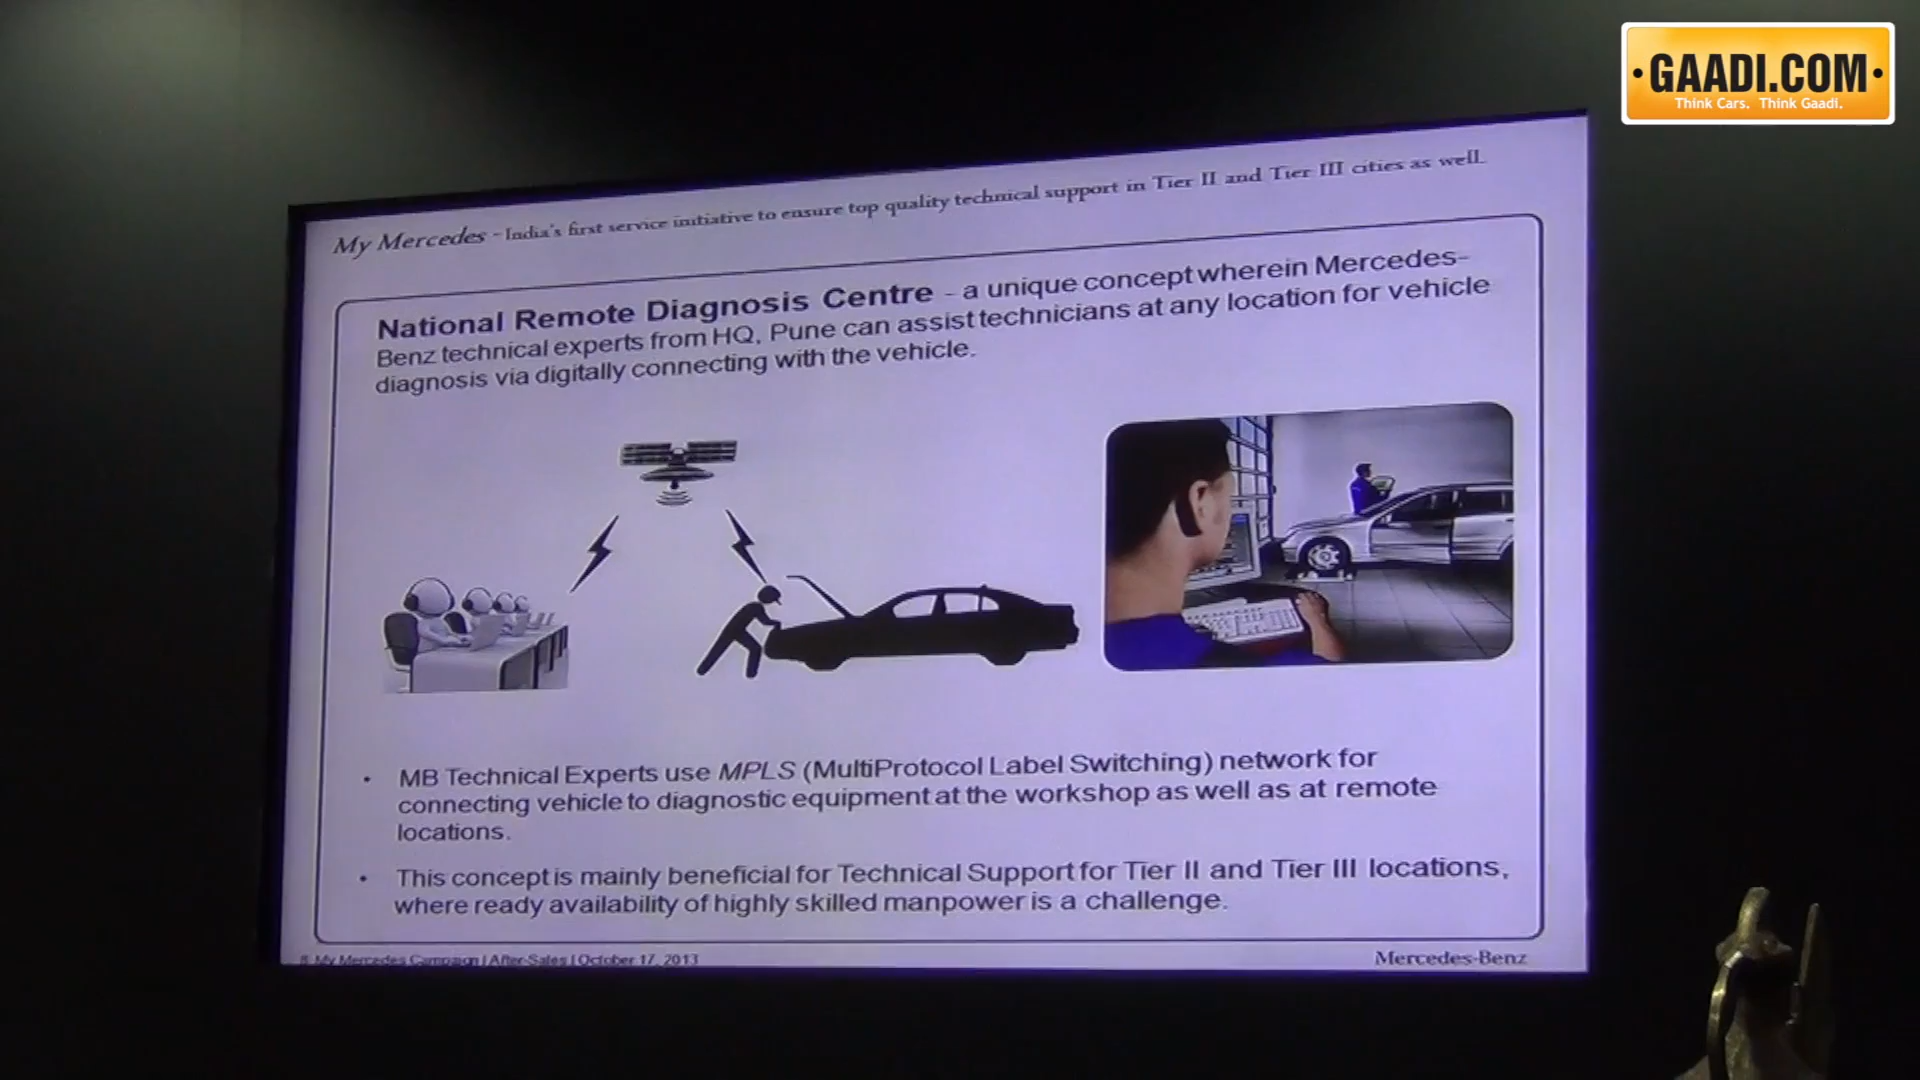 GAADI.COM
Think Cars. Think Gaadi.
My Mercedes - India's first service initiative to ensure top quality technical support in Tier II and Tier III cities as well.
National Remote Diagnosis Centre - a unique concept wherein Mercedes-
Benz technical experts from HQ, Pune can assist technicians at any location for vehicle
diagnosis via digitally connecting with the vehicle.
• MB Technical Experts use MPLS (MultiProtocol Label Switching) network for
connecting vehicle to diagnostic equipment at the workshop as well as at remote
locations.
• This concept is mainly beneficial for Technical Support for Tier II and Tier III locations,
where ready availability of highly skilled manpower is a challenge.
My Mercedes Campaign | After-Sales | October 17, 2013
Mercedes-Benz